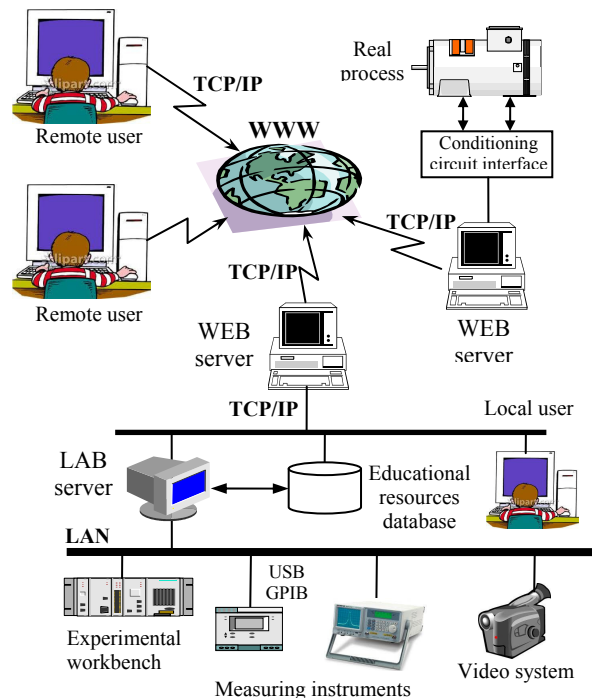 Real
process
TCP/IP
Remote user
WWW
Conditioning
circuit interface
TCP/IP
TCP/IP
Remote user
WEB
server
WEB
server
TCP/IP
Local user
LAB
server
Educational
resources
database
LAN
USB
GPIB
Experimental
workbench
Video system
Measuring instruments